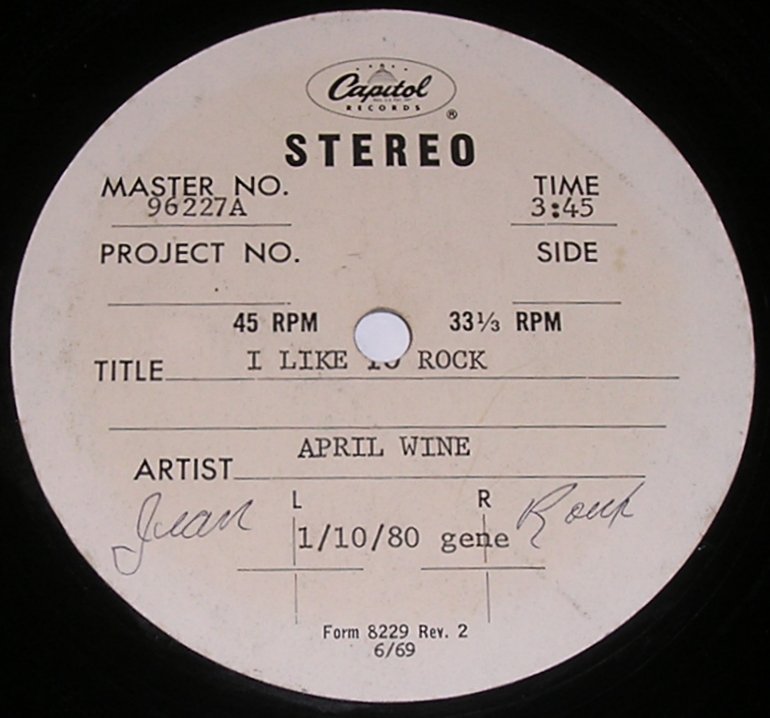 Capitol
RECORDS
®
STEREO
MASTER NO. TIME
96227A 3:45
PROJECT NO. SIDE
45 RPM 33⅓ RPM
TITLE I LIKE TO ROCK
ARTIST APRIL WINE
L R
1/10/80 gene
Form 8229 Rev. 2
6/69